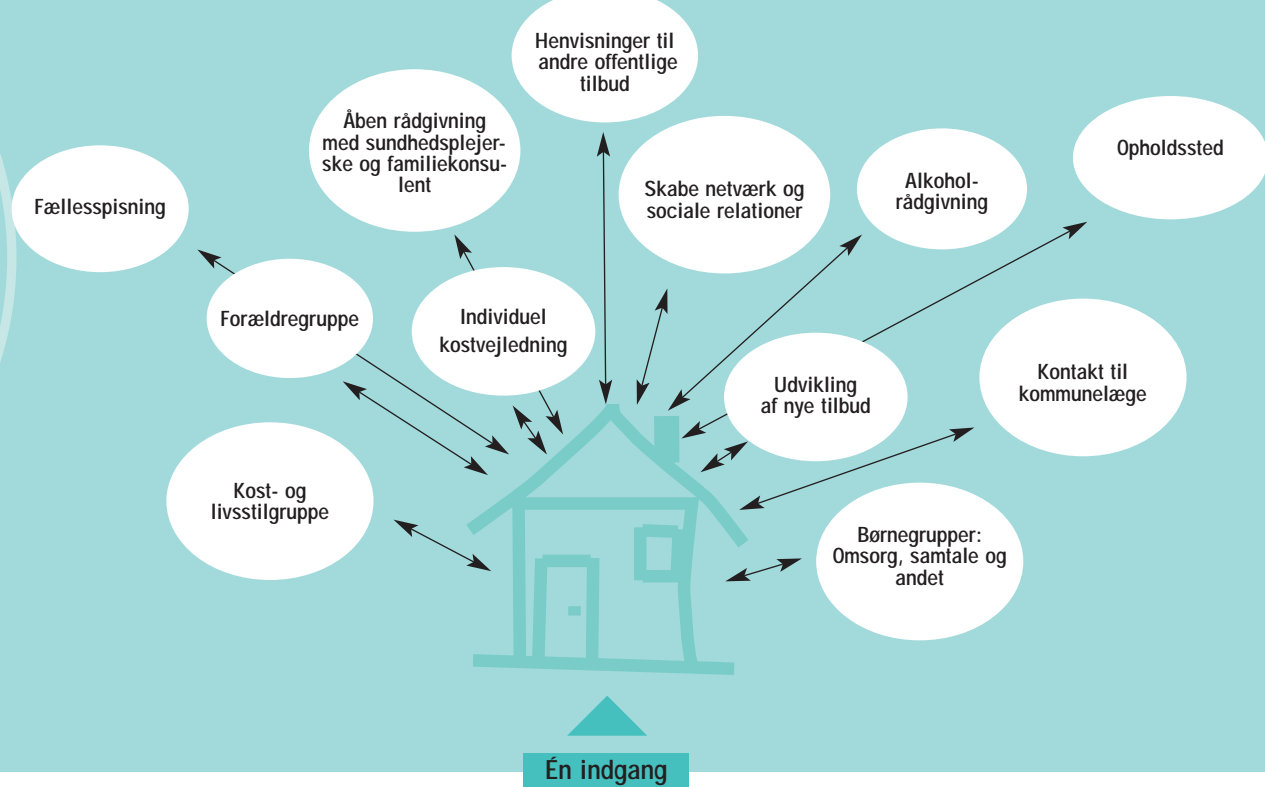 Henvisninger til
andre offentlige
tilbud
Åben rådgivning
med sundhedsplejer-
ske og familiekonsu-
lent
Opholdssted
Skabe netværk og
sociale relationer
Alkohol-
rådgivning
Fællesspisning
Forældregruppe
Individuel
kostvejledning
Udvikling
af nye tilbud
Kontakt til
kommunelæge
Kost- og
livsstilgruppe
Børnegrupper:
Omsorg, samtale og
andet
Én indgang